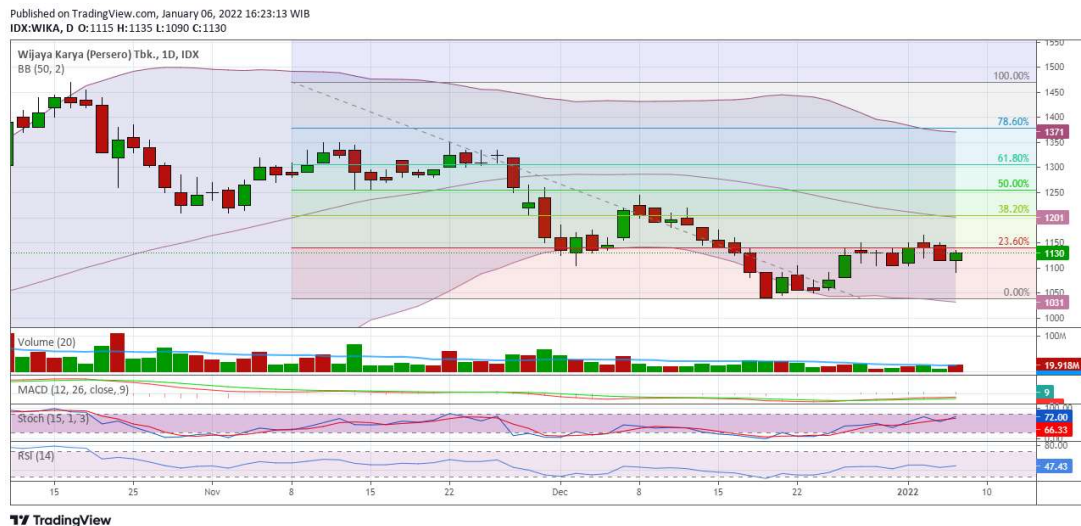 Published on TradingView.com, January 06, 2022 16:23:13 WIB
IDX:WIKA, D O:1115 H:1135 L:1090 C:1130
Wijaya Karya (Persero) Tbk., 1D, IDX
BB (50, 2)
1550
1500
100.00%
1450
1400
78.60%
1371
1350
61.80%
1300
50.00%
1250
38.20%
1201
23.60%
1150
1130
1100
0.00%
1050
1031
1000
Volume (20)
100M
19.918M
MACD (12, 26, close, 9)
9
Stoch (15, 1, 3)
100.00
72.00
66.33
RSI (14)
80.00
47.43
15 25 Nov 8 15 22 Dec 8 15 22 2022 10
TradingView